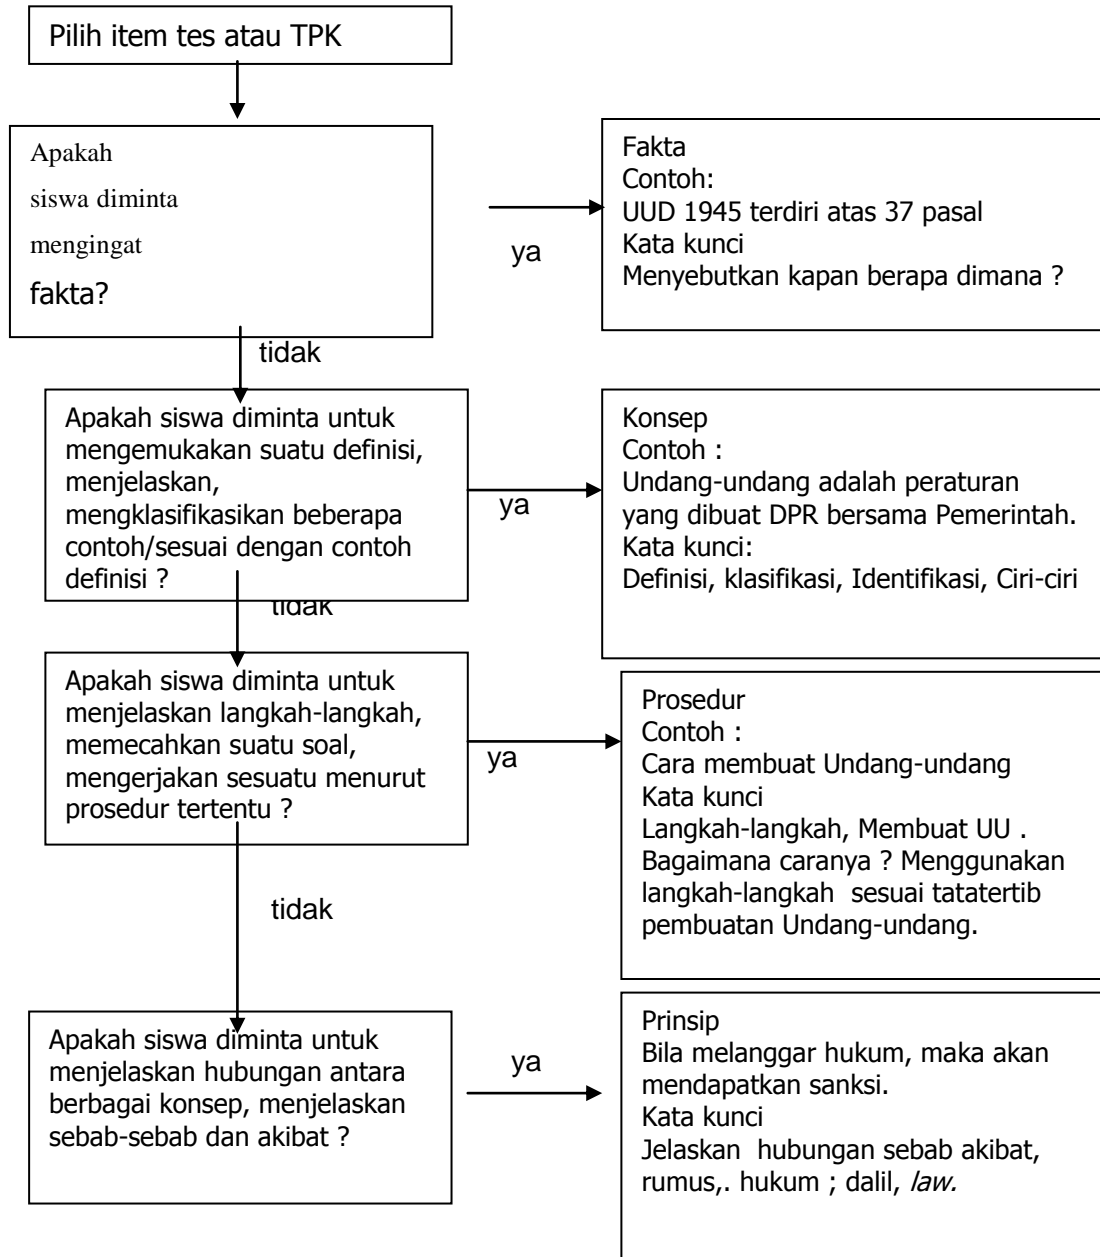 Pilih item tes atau TPK
Apakah
siswa diminta
mengingat
fakta?
ya
Fakta
Contoh:
UUD 1945 terdiri atas 37 pasal
Kata kunci
Menyebutkan kapan berapa dimana ?
tidak
Apakah siswa diminta untuk
mengemukakan suatu definisi,
menjelaskan,
mengklasifikasikan beberapa
contoh/sesuai dengan contoh
definisi ?
ya
Konsep
Contoh :
Undang-undang adalah peraturan
yang dibuat DPR bersama Pemerintah.
Kata kunci:
Definisi, klasifikasi, Identifikasi, Ciri-ciri
tidak
Apakah siswa diminta untuk
menjelaskan langkah-langkah,
memecahkan suatu soal,
mengerjakan sesuatu menurut
prosedur tertentu ?
ya
Prosedur
Contoh :
Cara membuat Undang-undang
Kata kunci
Langkah-langkah, Membuat UU .
Bagaimana caranya ? Menggunakan
langkah-langkah  sesuai tatatertib
pembuatan Undang-undang.
tidak
Apakah siswa diminta untuk
menjelaskan hubungan antara
berbagai konsep, menjelaskan
sebab-sebab dan akibat ?
ya
Prinsip
Bila melanggar hukum, maka akan
mendapatkan sanksi.
Kata kunci
Jelaskan  hubungan sebab akibat,
rumus,. hukum ; dalil, law.